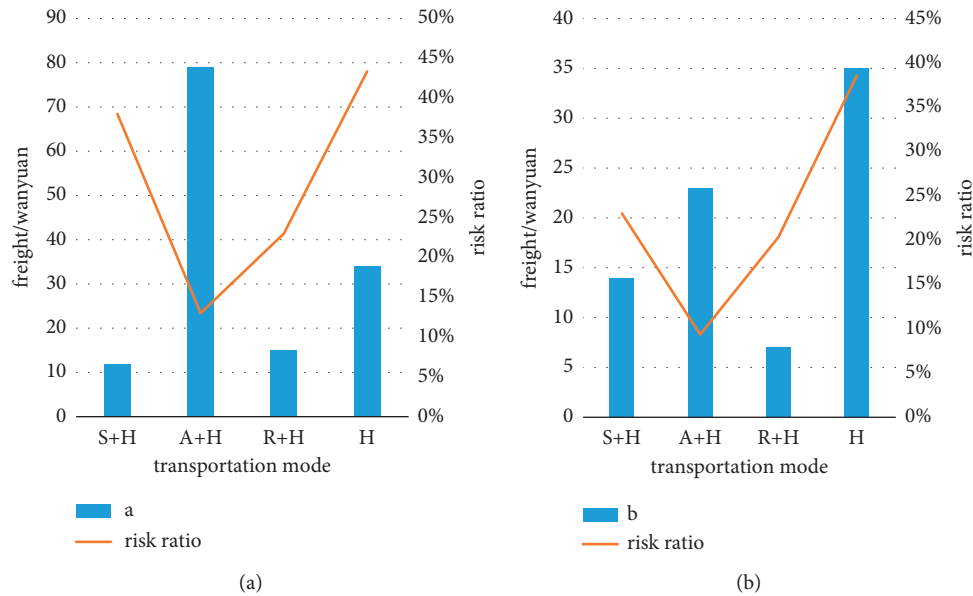 90
80
70
60
50
40
30
20
10
0
freight/wanyuan
50%
45%
40%
35%
30%
25%
20%
15%
10%
5%
0%
risk ratio
S+H A+H R+H H
transportation mode
a
risk ratio
(a)
40
35
30
25
20
15
10
5
0
freight/wanyuan
45%
40%
35%
30%
25%
20%
15%
10%
5%
0%
risk ratio
S+H A+H R+H H
transportation mode
b
risk ratio
(b)